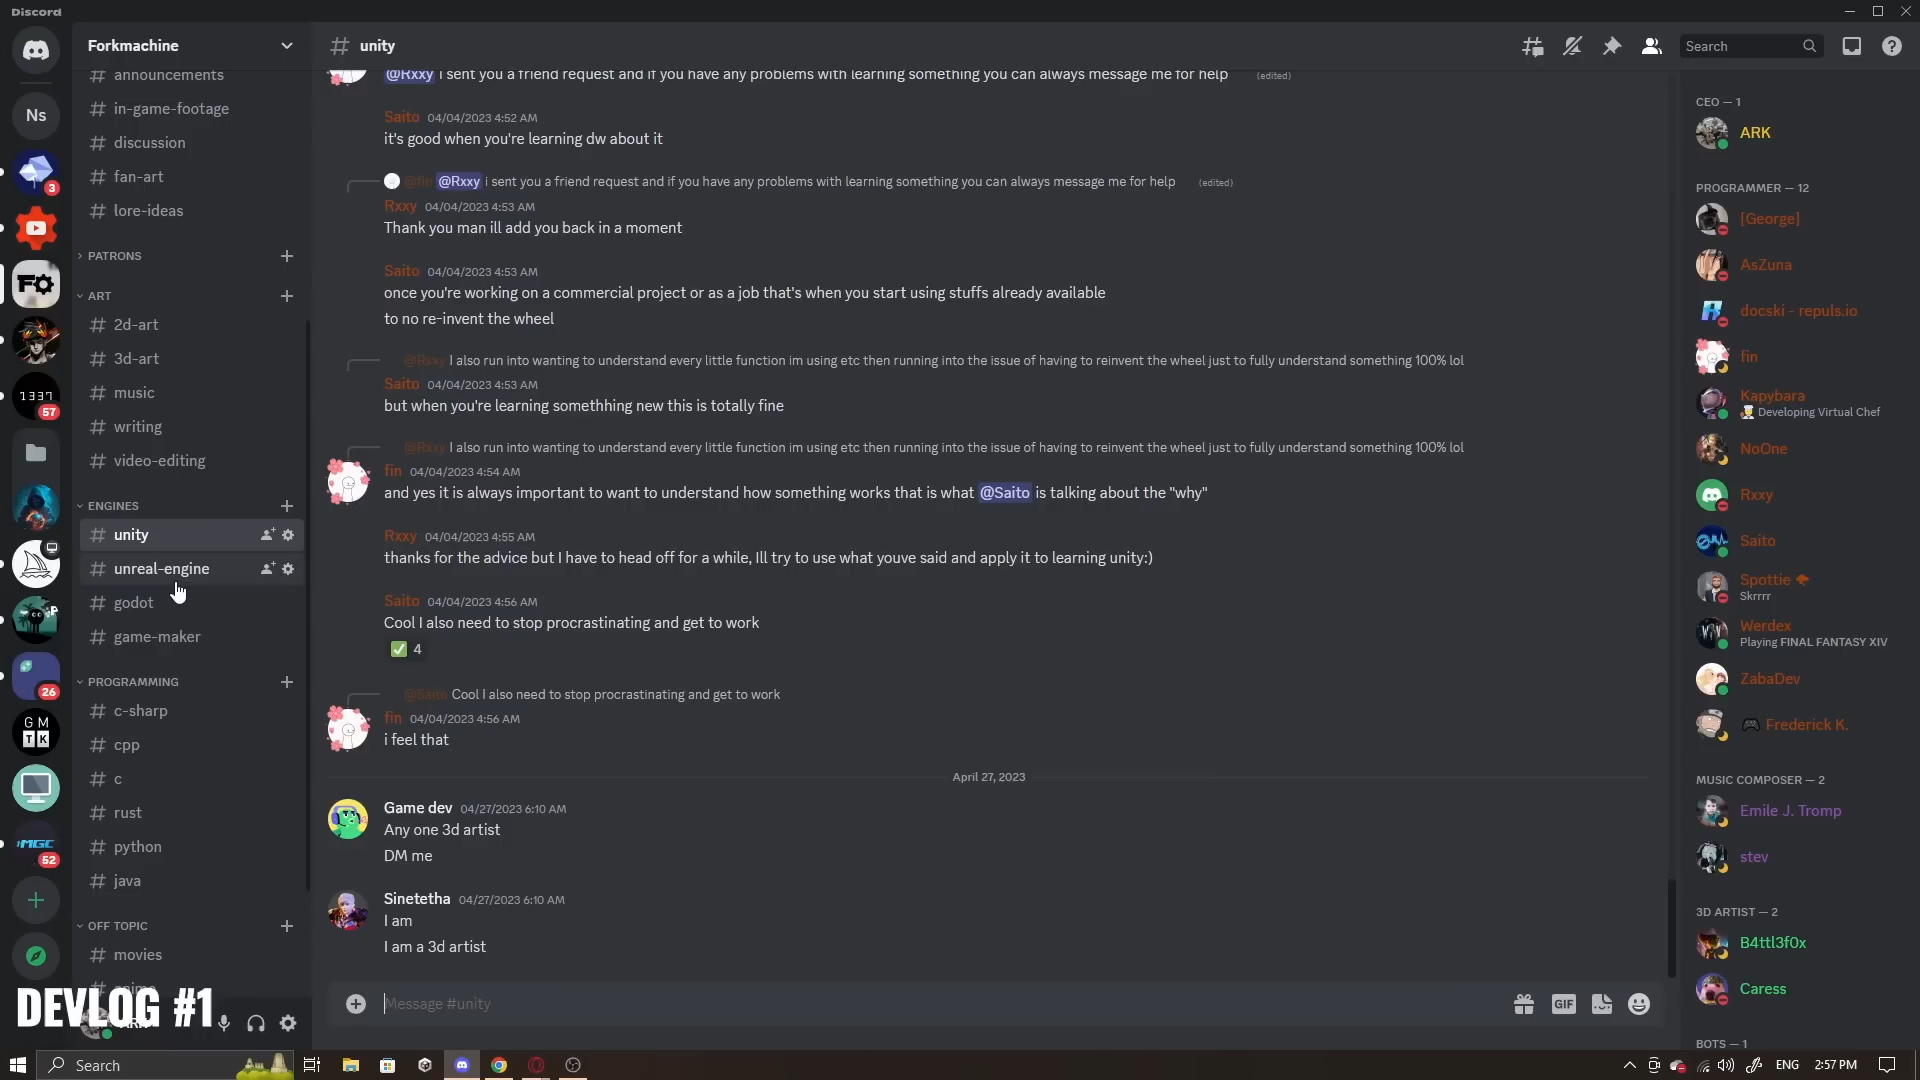 Discord
Forkmachine
announcements
in-game-footage
discussion
fan-art
lore-ideas
PATRONS
ART
2d-art
3d-art
music
writing
video-editing
ENGINES
unity
unreal-engine
godot
game-maker
PROGRAMMING
c-sharp
cpp
c
rust
python
java
OFF TOPIC
movies
anime
DEVLOG #1
Ns
3
FO
1337
57
26
GM
TK
MGC
52
unity
Search
@Rxxy i sent you a friend request and if you have any problems with learning something you can always message me for help (edited)
Saito 04/04/2023 4:52 AM
it's good when you're learning dw about it
@fin @Rxxy i sent you a friend request and if you have any problems with learning something you can always message me for help (edited)
Rxxy 04/04/2023 4:53 AM
Thank you man ill add you back in a moment
Saito 04/04/2023 4:53 AM
once you're working on a commercial project or as a job that's when you start using stuffs already available
to no re-invent the wheel
@Rxxy I also run into wanting to understand every little function im using etc then running into the issue of having to reinvent the wheel just to fully understand something 100% lol
Saito 04/04/2023 4:53 AM
but when you're learning somethhing new this is totally fine
@Rxxy I also run into wanting to understand every little function im using etc then running into the issue of having to reinvent the wheel just to fully understand something 100% lol
fin 04/04/2023 4:54 AM
and yes it is always important to want to understand how something works that is what @Saito is talking about the "why"
Rxxy 04/04/2023 4:55 AM
thanks for the advice but I have to head off for a while, Ill try to use what youve said and apply it to learning unity:)
Saito 04/04/2023 4:56 AM
Cool I also need to stop procrastinating and get to work
4
@Saito Cool I also need to stop procrastinating and get to work
fin 04/04/2023 4:56 AM
i feel that
April 27, 2023
Game dev 04/27/2023 6:10 AM
Any one 3d artist
DM me
Sinetetha 04/27/2023 6:10 AM
I am
I am a 3d artist
Message #unity
GIF
CEO — 1
ARK
PROGRAMMER — 12
[George]
AsZuna
docski - repuls.io
fin
Kapybara
Developing Virtual Chef
NoOne
Rxxy
Saito
Spottie
Skrrrr
Werdex
Playing FINAL FANTASY XIV
ZabaDev
Frederick K.
MUSIC COMPOSER — 2
Emile J. Tromp
stev
3D ARTIST — 2
B4ttl3f0x
Caress
BOTS — 1
Search
ENG
2:57 PM